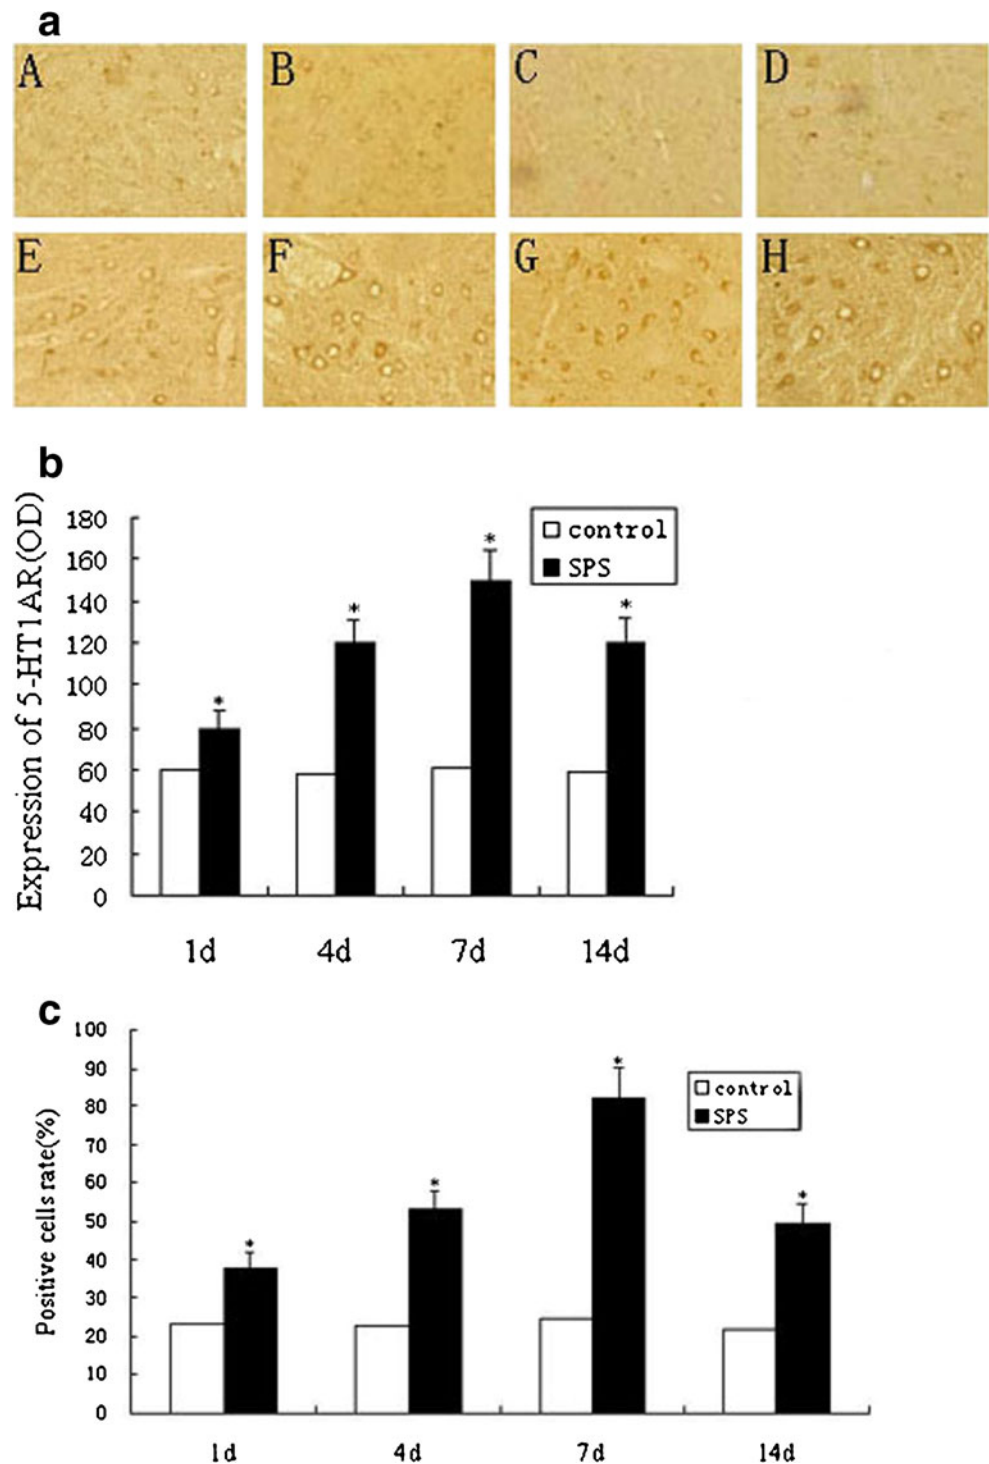 a
A
B
C
D
E
F
G
H
b
Expression of 5-HT1AR(OD)
180
160
140
120
100
80
60
40
20
0
control
SPS
*
*
*
*
1d
4d
7d
14d
c
Positive cells rate(%)
100
90
80
70
60
50
40
30
20
10
0
control
SPS
*
*
*
*
1d
4d
7d
14d